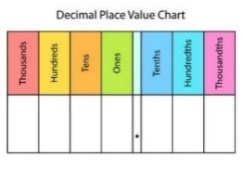 Decimal Place Value Chart
Thousands
Hundreds
Tens
Ones
Tenths
Hundredths
Thousandths
.